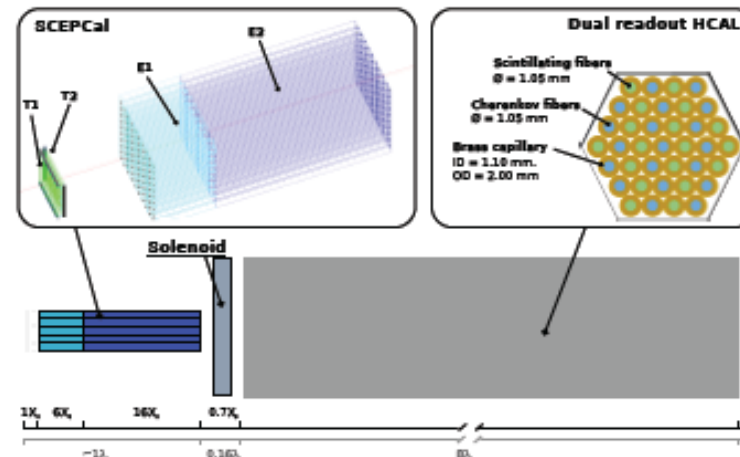 SCEPCal
Dual readout HCAL
E2
E1
T2
T1
Scintillating fibers
Ø = 1.05 mm
Cherenkov fibers
Ø = 1.05 mm
Brass capillary
ID = 1.10 mm.
OD = 2.00 mm
Solenoid
1X₀ 6X₀ 16X₀ 0.7X₀